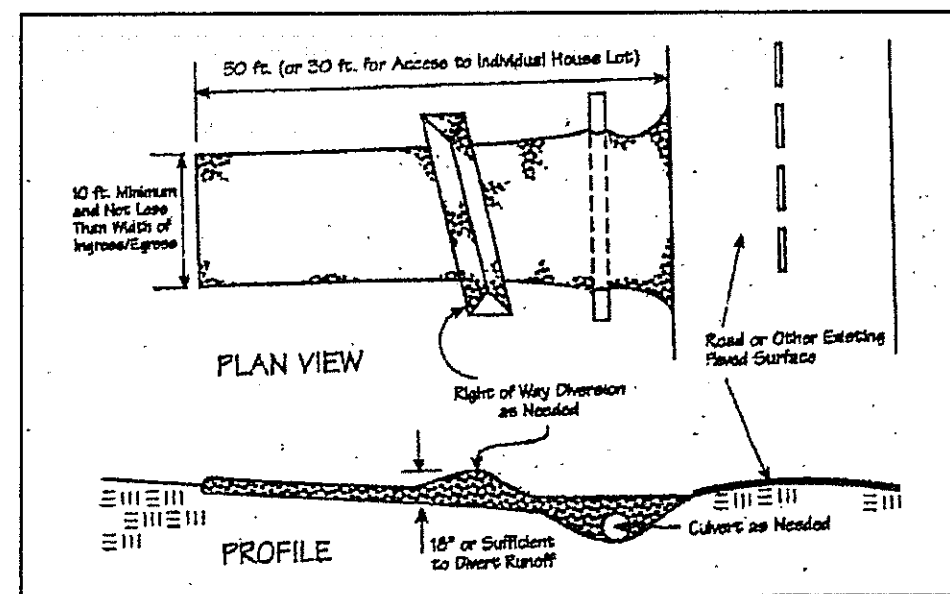 50 ft. (or 30 ft. for Access to Individual House Lot)
10 ft. Minimum
and Not Less
Than Width of
Ingress/Egress
PLAN VIEW
Road or Other Existing
Paved Surface
Right of Way Diversion
as Needed
Culvert as Needed
18" or Sufficient
to Divert Runoff
PROFILE